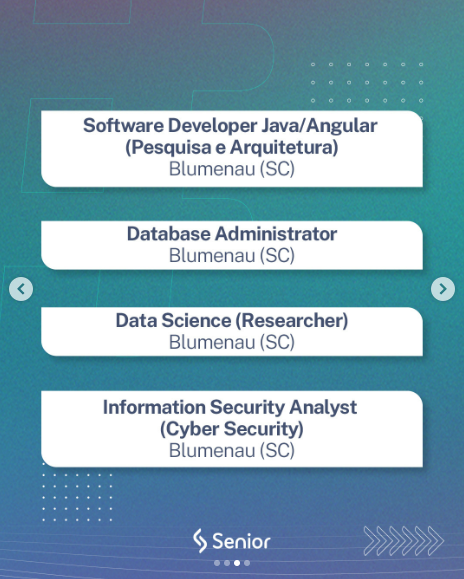 Software Developer Java/Angular
(Pesquisa e Arquitetura)
Blumenau (SC)
Database Administrator
Blumenau (SC)
Data Science (Researcher)
Blumenau (SC)
Information Security Analyst
(Cyber Security)
Blumenau (SC)
Senior